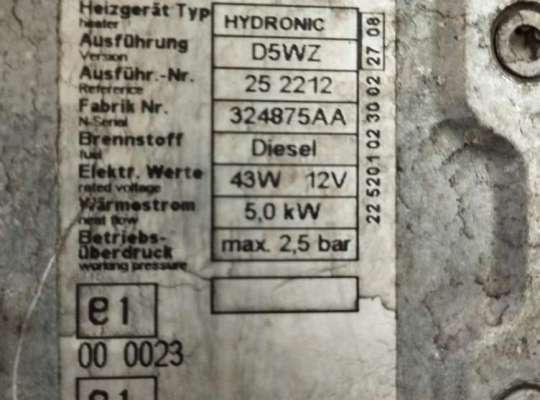 Heizgerät Typ HYDRONIC
heater
Ausführung D5WZ
Version
Ausführ.-Nr. 25 2212
Reference
Fabrik Nr. 324875AA
N-Serial
Brennstoff Diesel
fuel
Elektr. Werte 43W 12V
rated voltage
Wärmestrom 5,0 kW
heat flow
Betriebs-
überdruck max. 2,5 bar
working pressure
e1
00 0023
e1
22 5201 02 30 02 27 08